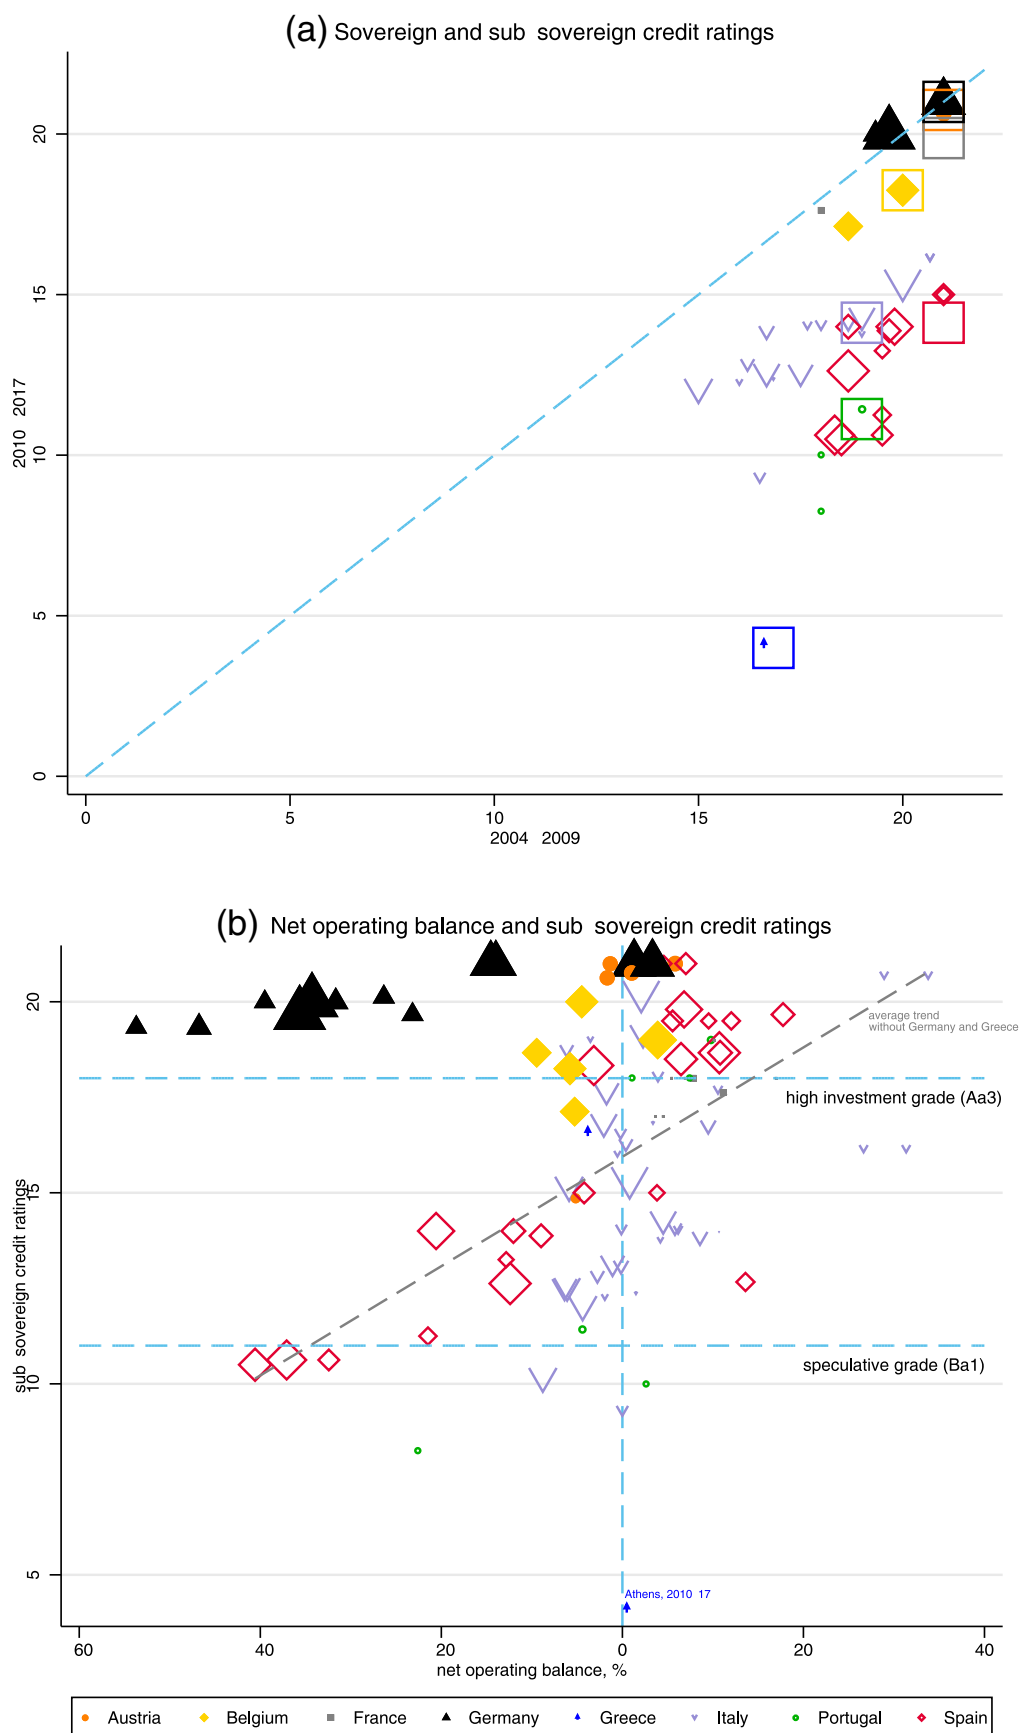 (a) Sovereign and sub sovereign credit ratings
20
15
10
5
0
2010 2017
0 5 10 15 20
2004 2009
(b) Net operating balance and sub sovereign credit ratings
20
15
10
5
sub sovereign credit ratings
average trend
without Germany and Greece
high investment grade (Aa3)
speculative grade (Ba1)
Athens, 2010 17
60 40 20 0 20 40
net operating balance, %
Austria Belgium France Germany Greece Italy Portugal Spain